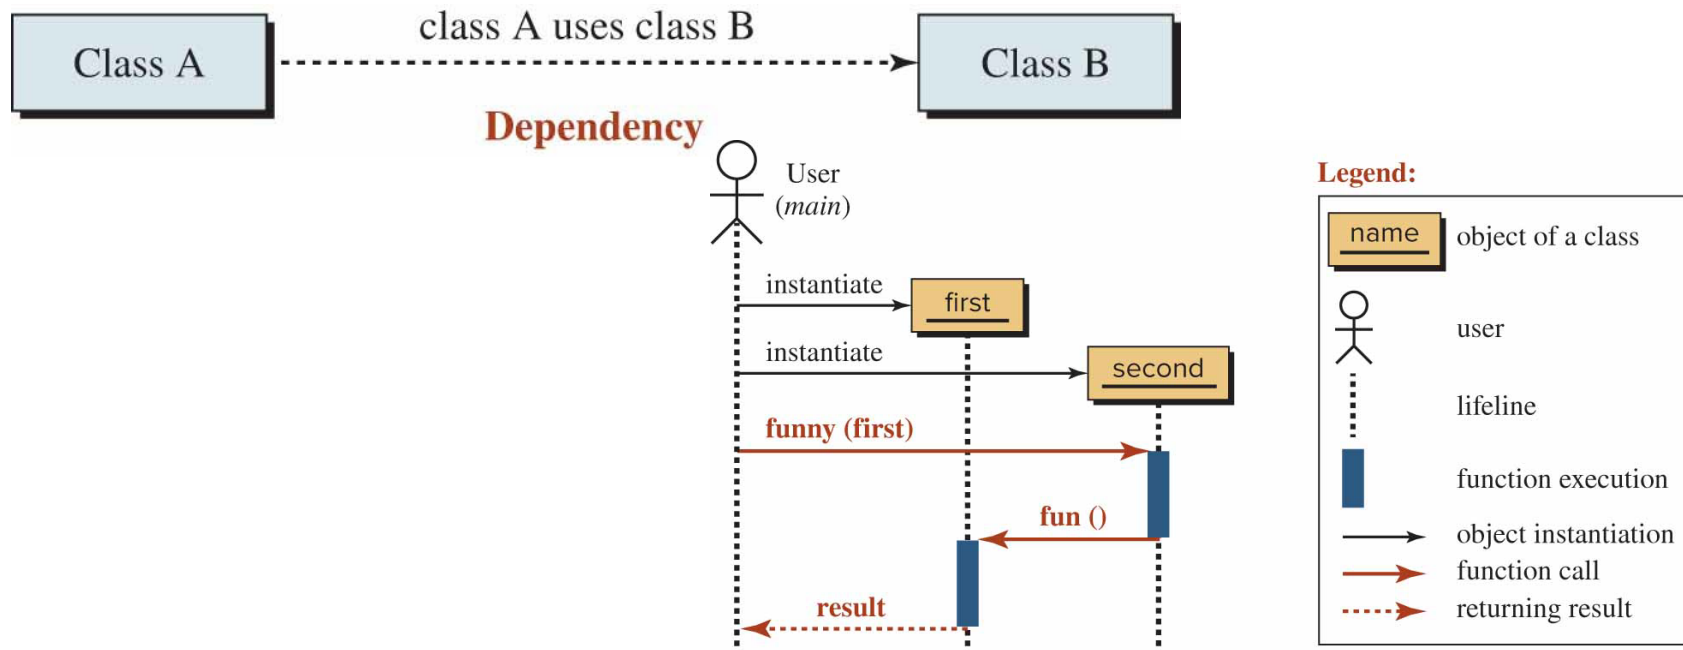 class A uses class B
Class A
Class B
Dependency
User
(main)
instantiate
first
instantiate
second
funny (first)
fun ()
result
Legend:
name
object of a class
user
lifeline
function execution
object instantiation
function call
returning result